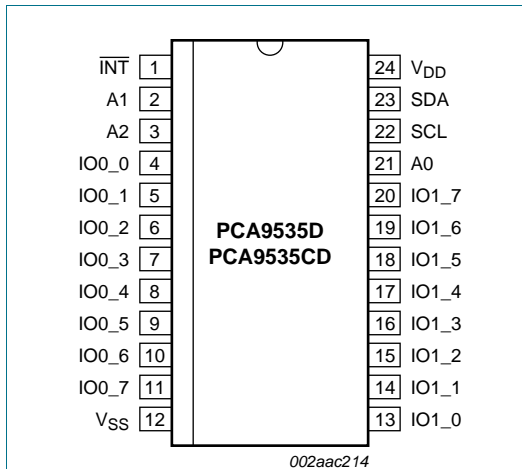 I̅N̅T̅ 1 24 VDD
A1 2 23 SDA
A2 3 22 SCL
IO0_0 4 21 A0
IO0_1 5 20 IO1_7
IO0_2 6 19 IO1_6
PCA9535D
IO0_3 7 18 IO1_5
PCA9535CD
IO0_4 8 17 IO1_4
IO0_5 9 16 IO1_3
IO0_6 10 15 IO1_2
IO0_7 11 14 IO1_1
VSS 12 13 IO1_0
002aac214